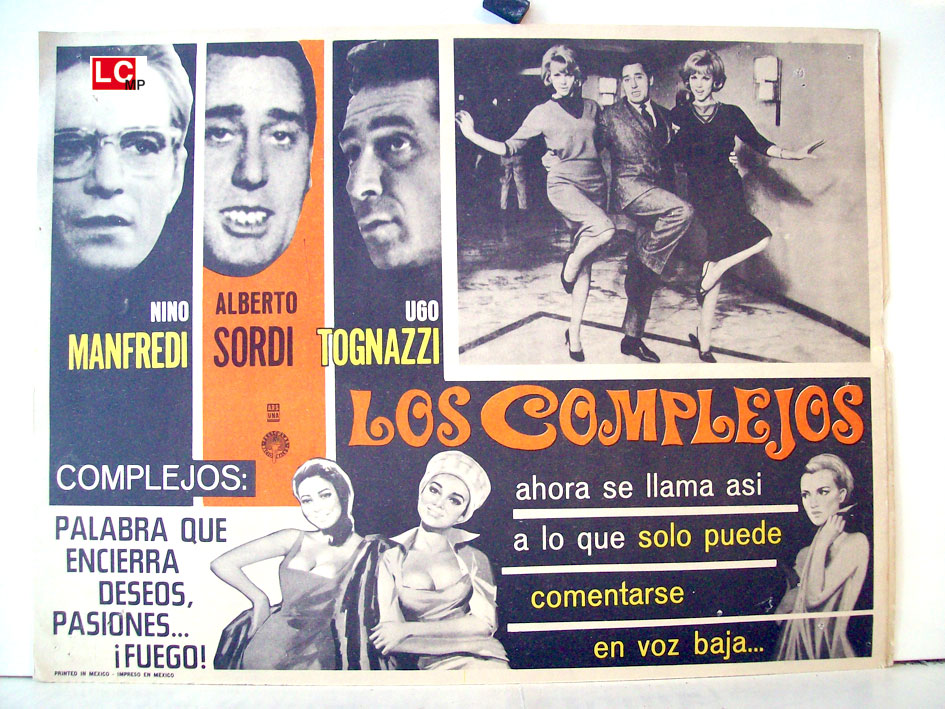 LC
MP
NINO
MANFREDI
ALBERTO
SORDI
UGO
TOGNAZZI
LOS COMPLEJOS
COMPLEJOS:
PALABRA QUE
ENCIERRA
DESEOS,
PASIONES...
¡FUEGO!
ahora se llama asi
a lo que solo puede
comentarse
en voz baja...
PRINTED IN MEXICO - IMPRESO EN MEXICO